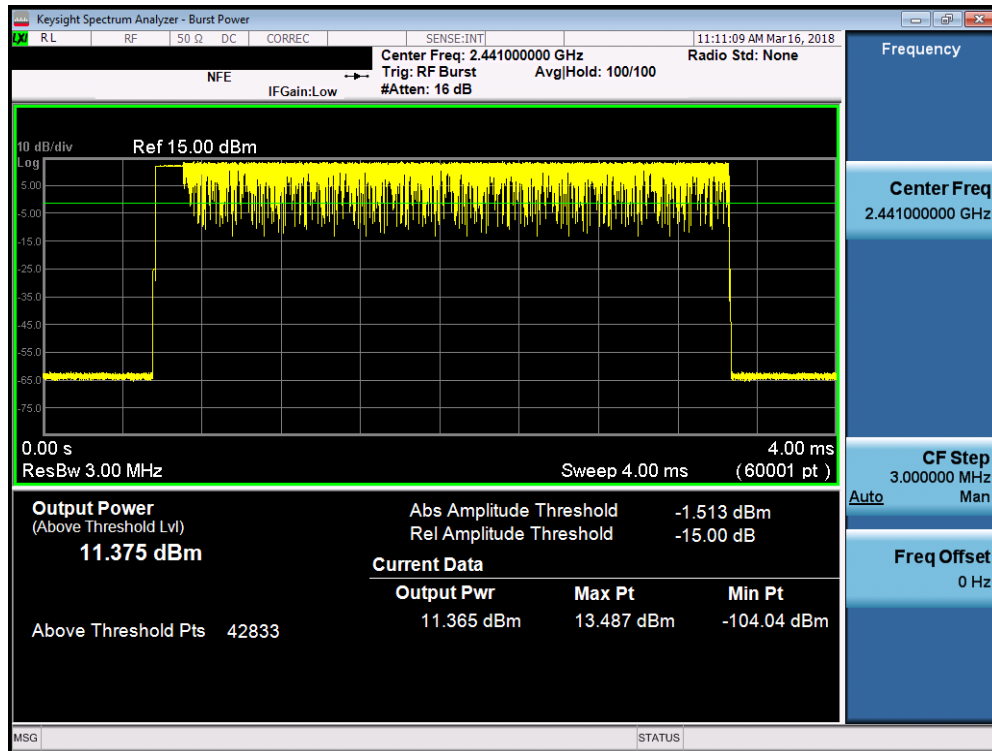 Keysight Spectrum Analyzer - Burst Power
LXI RL RF 50 Ω DC CORREC SENSE:INT 11:11:09 AM Mar 16, 2018
Center Freq: 2.441000000 GHz Radio Std: None
NFE Trig: RF Burst Avg|Hold: 100/100
IFGain:Low #Atten: 16 dB
10 dB/div Ref 15.00 dBm
Log
5.00
-5.00
-15.0
-25.0
-35.0
-45.0
-55.0
-65.0
-75.0
0.00 s 4.00 ms
ResBw 3.00 MHz Sweep 4.00 ms (60001 pt )
Output Power
(Above Threshold Lvl)
11.375 dBm
Above Threshold Pts 42833
Abs Amplitude Threshold -1.513 dBm
Rel Amplitude Threshold -15.00 dB
Current Data
Output Pwr Max Pt Min Pt
11.365 dBm 13.487 dBm -104.04 dBm
MSG STATUS
Frequency
Center Freq
2.441000000 GHz
CF Step
3.000000 MHz
Auto Man
Freq Offset
0 Hz